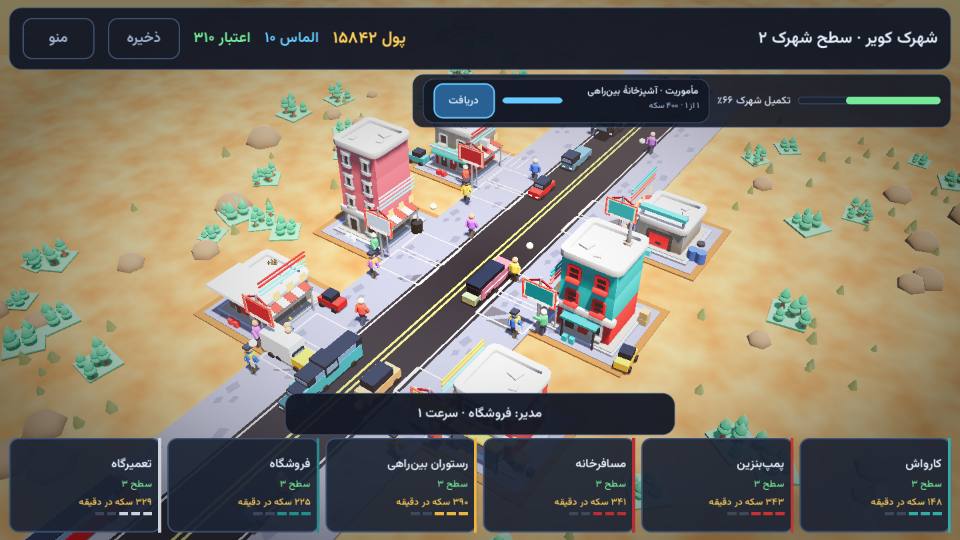 شهرک کویر · سطح شهرک ۲
پول ۱۵۸۴۲
الماس ۱۰
اعتبار ۳۱۰
ذخیره
منو
تکمیل شهرک ۶۶٪
مأموریت · آشپزخانهٔ بین‌راهی
۱ از ۱ · ۴۰۰ سکه
دریافت
مدیر: فروشگاه · سرعت ۱
کارواش
سطح ۳
۱۴۸ سکه در دقیقه
پمپ‌بنزین
سطح ۳
۳۴۳ سکه در دقیقه
مسافرخانه
سطح ۳
۳۴۱ سکه در دقیقه
رستوران بین‌راهی
سطح ۳
۳۹۰ سکه در دقیقه
فروشگاه
سطح ۳
۲۲۵ سکه در دقیقه
تعمیرگاه
سطح ۳
۳۲۹ سکه در دقیقه